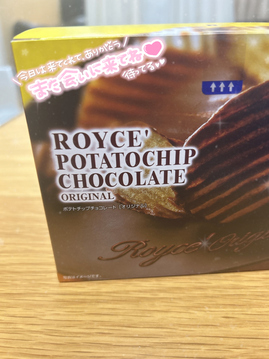 今日は来てくれてありがとう！
また会いに来てね♥
待ってる
ROYCE'
POTATOCHIP
CHOCOLATE
ORIGINAL
ポテトチップチョコレート［オリジナル］
Royce'